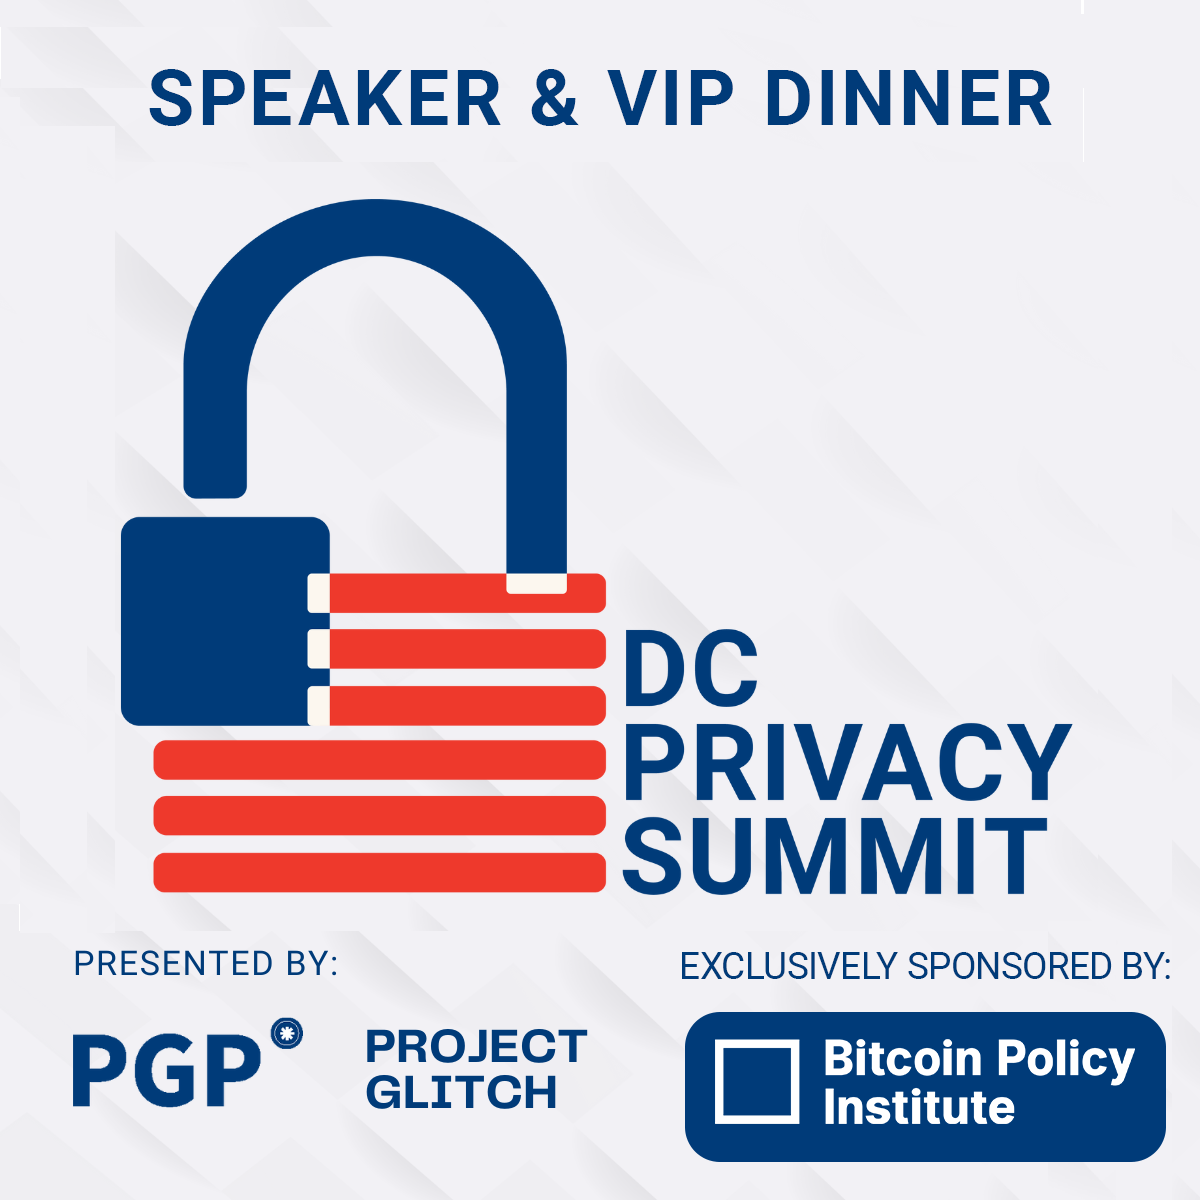 SPEAKER & VIP DINNER
DC
PRIVACY
SUMMIT
PRESENTED BY:
PGP
PROJECT
GLITCH
EXCLUSIVELY SPONSORED BY:
Bitcoin Policy
Institute